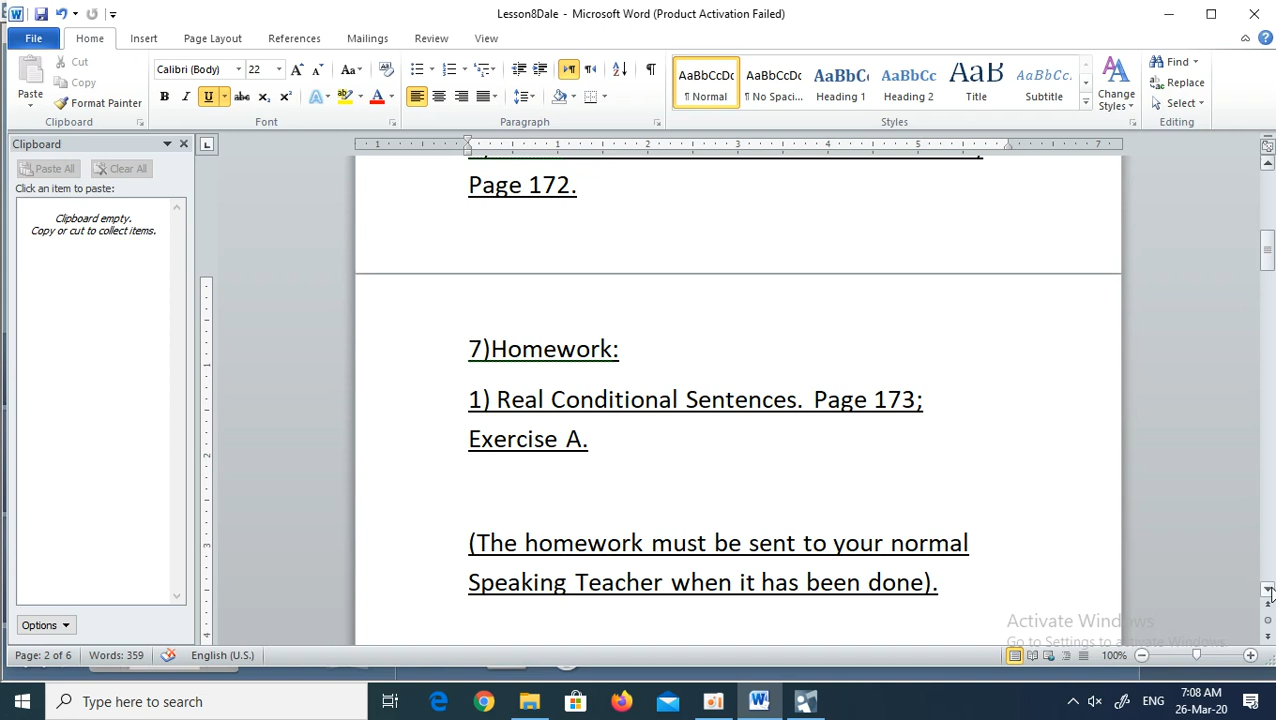 Lesson8Dale - Microsoft Word (Product Activation Failed)
File Home Insert Page Layout References Mailings Review View
Paste
Cut
Copy
Format Painter
Calibri (Body) 22
AaBbCcDc AaBbCcDc AaBbC AaBbCc AaB AaBbCc.
¶ Normal ¶ No Spaci... Heading 1 Heading 2 Title Subtitle
Change Styles
Find
Replace
Select
Clipboard Font Paragraph Styles Editing
Clipboard
Paste All Clear All
Click an item to paste:
Clipboard empty.
Copy or cut to collect items.
Options
Page 172.
7)Homework:
1) Real Conditional Sentences. Page 173;
Exercise A.
(The homework must be sent to your normal
Speaking Teacher when it has been done).
Activate Windows
Go to Settings to activate Windows.
Page: 2 of 6 Words: 359 English (U.S.) 100%
Type here to search
ENG
7:08 AM
26-Mar-20